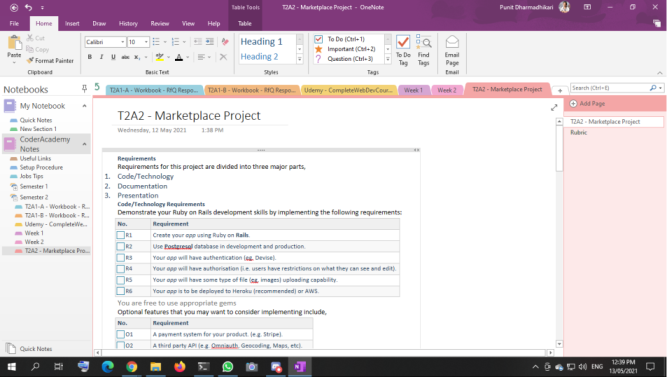 Table Tools
T2A2 - Marketplace Project - OneNote
Punit Dharmadhikari
File
Home
Insert
Draw
History
Review
View
Help
Table
Paste
Cut
Copy
Format Painter
Clipboard
Calibri
10
Basic Text
Heading 1
Heading 2
Styles
To Do (Ctrl+1)
Important (Ctrl+2)
Question (Ctrl+3)
Tags
To Do Tag
Find Tags
Email Page
Email
Notebooks
My Notebook
Quick Notes
New Section 1
CoderAcademy Notes
Useful Links
Setup Procedure
Jobs Tips
Semester 1
Semester 2
T2A1-A - Workbook - R...
T2A1-B - Workbook - R...
Udemy - CompleteWe...
Week 1
Week 2
T2A2 - Marketplace Pro...
Quick Notes
T2A1-A - Workbook - RfQ Respo...
T2A1-B - Workbook - RfQ Respo...
Udemy - CompleteWebDevCour...
Week 1
Week 2
T2A2 - Marketplace Project
Search (Ctrl+E)
Add Page
T2A2 - Marketplace Project
Rubric
T2A2 - Marketplace Project
Wednesday, 12 May 2021 1:38 PM
Requirements
Requirements for this project are divided into three major parts,
1. Code/Technology
2. Documentation
3. Presentation
Code/Technology Requirements
Demonstrate your Ruby on Rails development skills by implementing the following requirements:
No. Requirement
R1 Create your app using Ruby on Rails.
R2 Use Postgresql database in development and production.
R3 Your app will have authentication (eg. Devise).
R4 Your app will have authorisation (i.e. users have restrictions on what they can see and edit).
R5 Your app will have some type of file (eg. images) uploading capability.
R6 Your app is to be deployed to Heroku (recommended) or AWS.
You are free to use appropriate gems
Optional features that you may want to consider implementing include,
No. Requirement
O1 A payment system for your product. (e.g. Stripe).
O2 A third party API (e.g. Omniauth, Geocoding, Maps, etc).
ENG
12:39 PM
13/05/2021